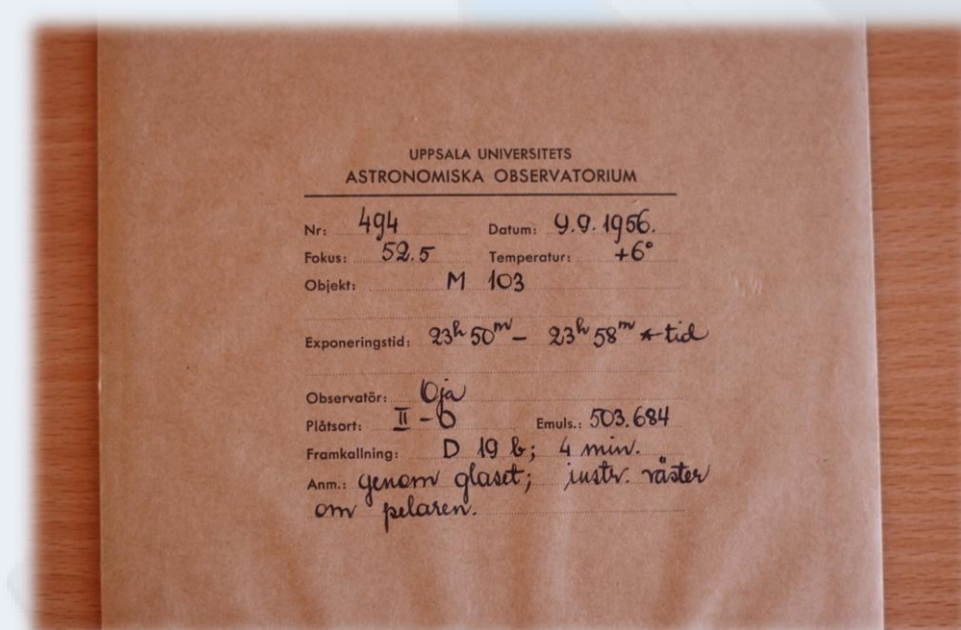 UPPSALA UNIVERSITETS
ASTRONOMISKA OBSERVATORIUM
Nr: 494 Datum: 9.9.1956.
Fokus: 52.5 Temperatur: +6°
Objekt: M 103
Exponeringstid: 23h 50m – 23h 58m *tid
Observatör: Oja
Plåtsort: II - O Emuls.: 503.684
Framkallning: D 19 b; 4 min.
Anm.: genom glaset; instr. väster
om pelaren.